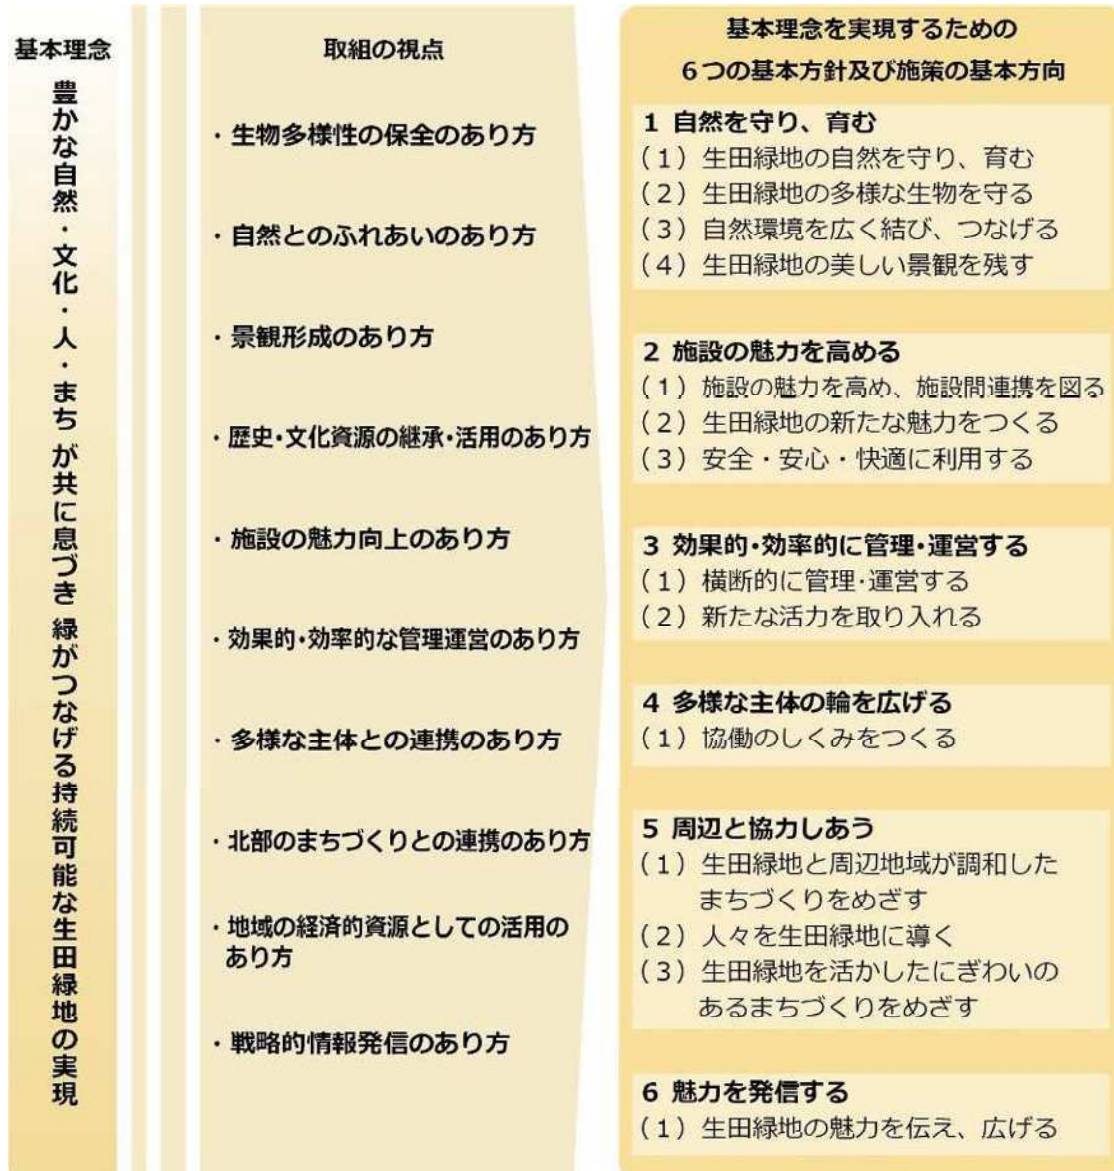 基本理念
豊かな自然・文化・人・まち が共に息づき 緑がつなげる持続可能な生田緑地の実現
取組の視点
・生物多様性の保全のあり方
・自然とのふれあいのあり方
・景観形成のあり方
・歴史・文化資源の継承・活用のあり方
・施設の魅力向上のあり方
・効果的・効率的な管理運営のあり方
・多様な主体との連携のあり方
・北部のまちづくりとの連携のあり方
・地域の経済的資源としての活用の
あり方
・戦略的情報発信のあり方
基本理念を実現するための
6つの基本方針及び施策の基本方向
1 自然を守り、育む
(1)生田緑地の自然を守り、育む
(2)生田緑地の多様な生物を守る
(3)自然環境を広く結び、つなげる
(4)生田緑地の美しい景観を残す
2 施設の魅力を高める
(1)施設の魅力を高め、施設間連携を図る
(2)生田緑地の新たな魅力をつくる
(3)安全・安心・快適に利用する
3 効果的・効率的に管理・運営する
(1)横断的に管理・運営する
(2)新たな活力を取り入れる
4 多様な主体の輪を広げる
(1)協働のしくみをつくる
5 周辺と協力しあう
(1)生田緑地と周辺地域が調和した
まちづくりをめざす
(2)人々を生田緑地に導く
(3)生田緑地を活かしたにぎわいの
あるまちづくりをめざす
6 魅力を発信する
(1)生田緑地の魅力を伝え、広げる